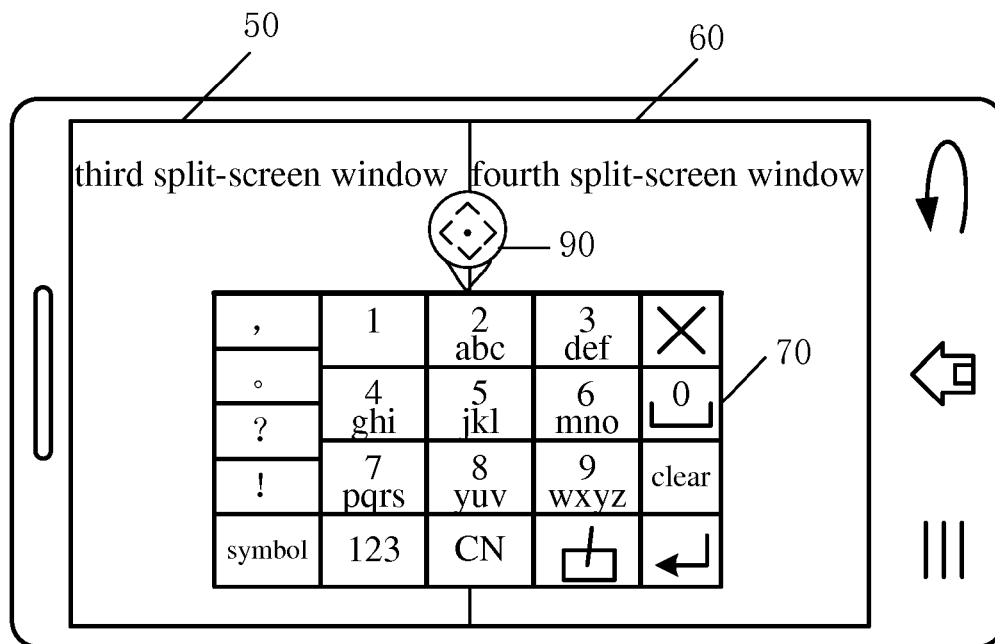 50
60
third split-screen window
fourth split-screen window
90
70
,
1
2
abc
3
def
。
4
ghi
5
jkl
6
mno
0
?
!
7
pqrs
8
yuv
9
wxyz
clear
symbol
123
CN